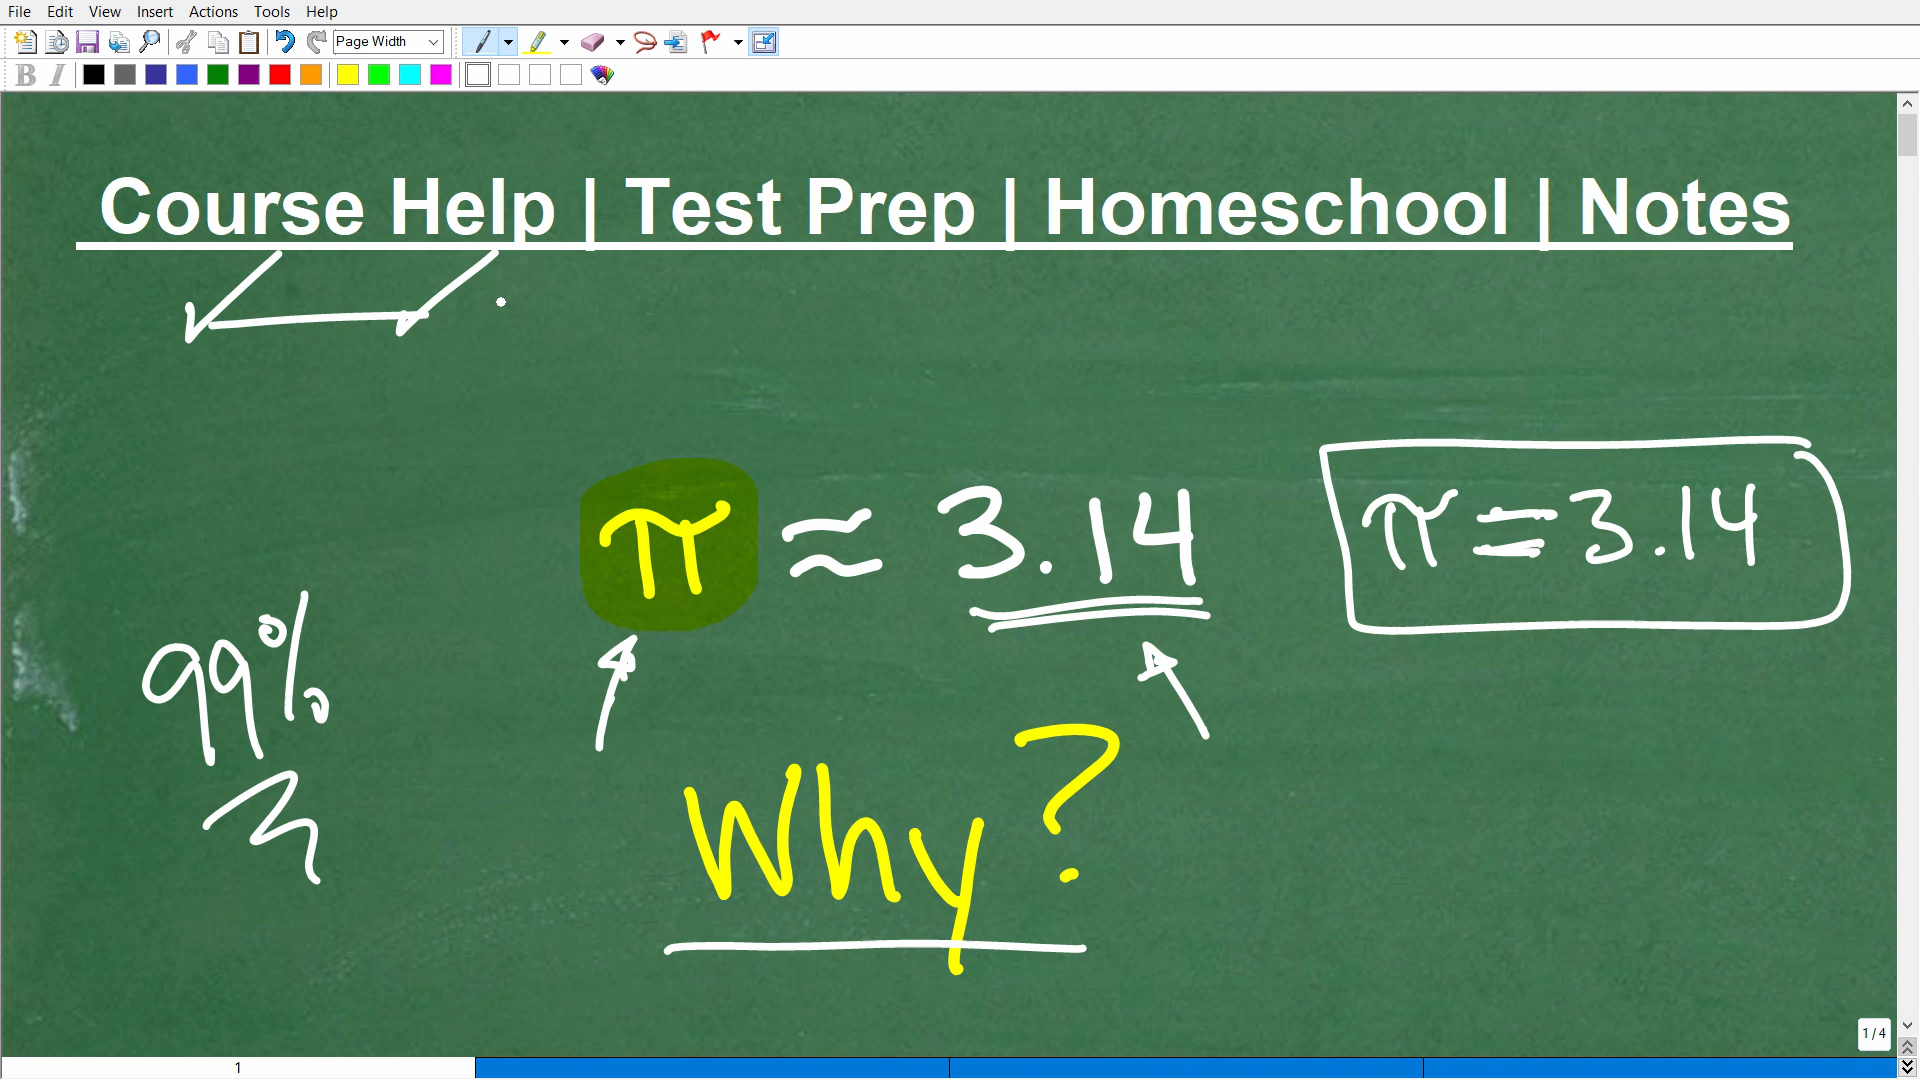 File Edit View Insert Actions Tools Help
Page Width
B I
Course Help | Test Prep | Homeschool | Notes
π ≈ 3.14
π = 3.14
99%
Why?
1 / 4
1